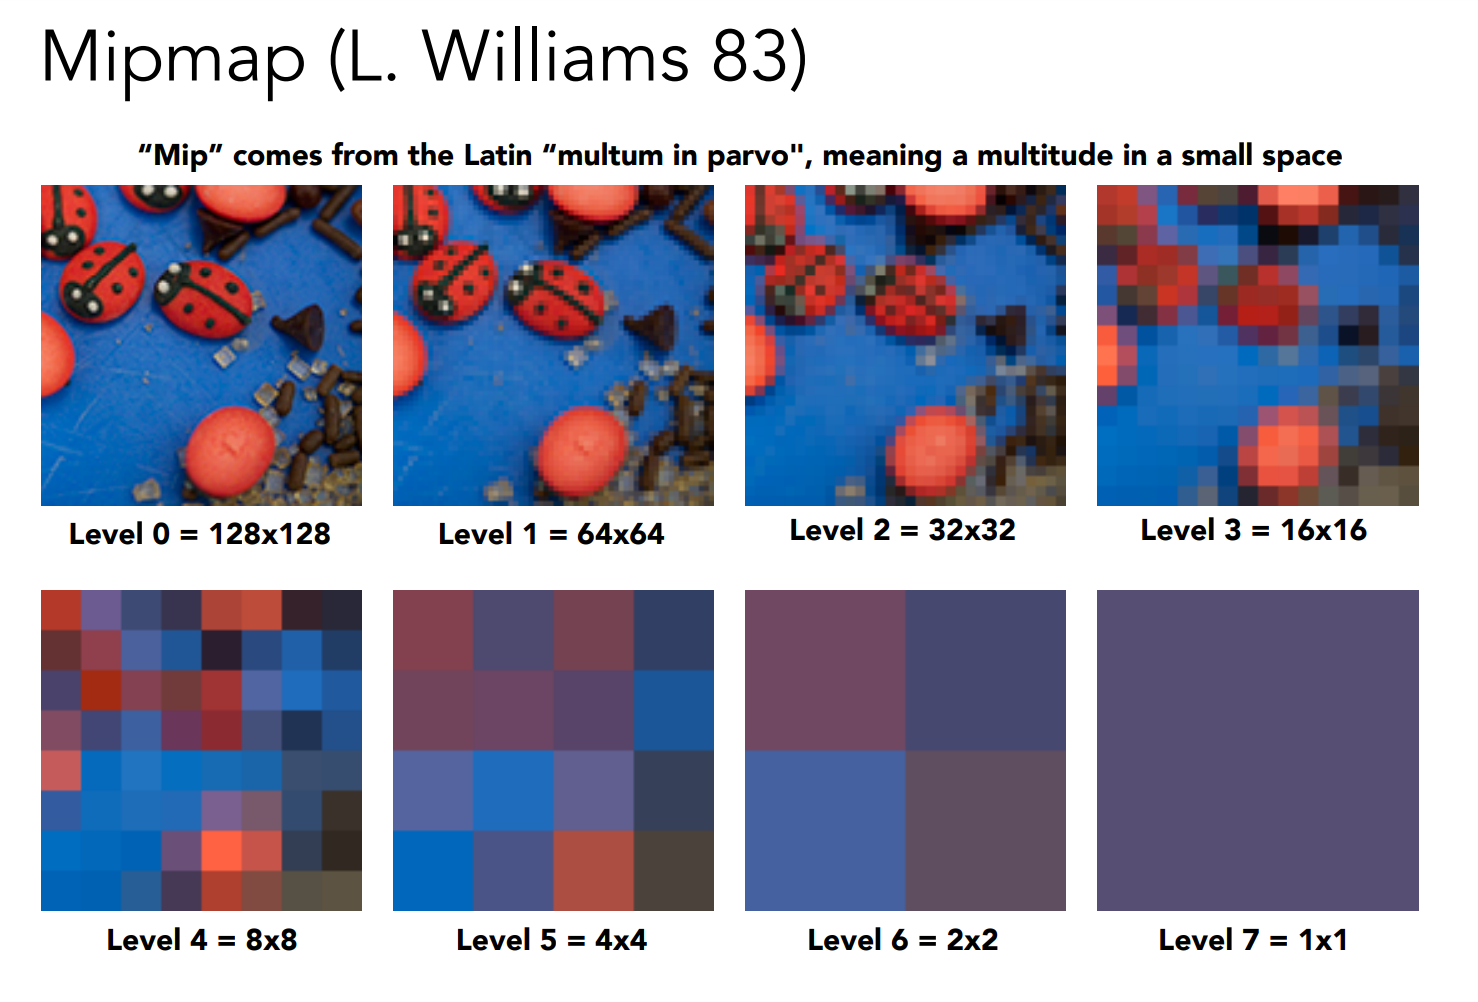 Mipmap (L. Williams 83)
“Mip” comes from the Latin “multum in parvo", meaning a multitude in a small space
Level 0 = 128x128
Level 1 = 64x64
Level 2 = 32x32
Level 3 = 16x16
Level 4 = 8x8
Level 5 = 4x4
Level 6 = 2x2
Level 7 = 1x1